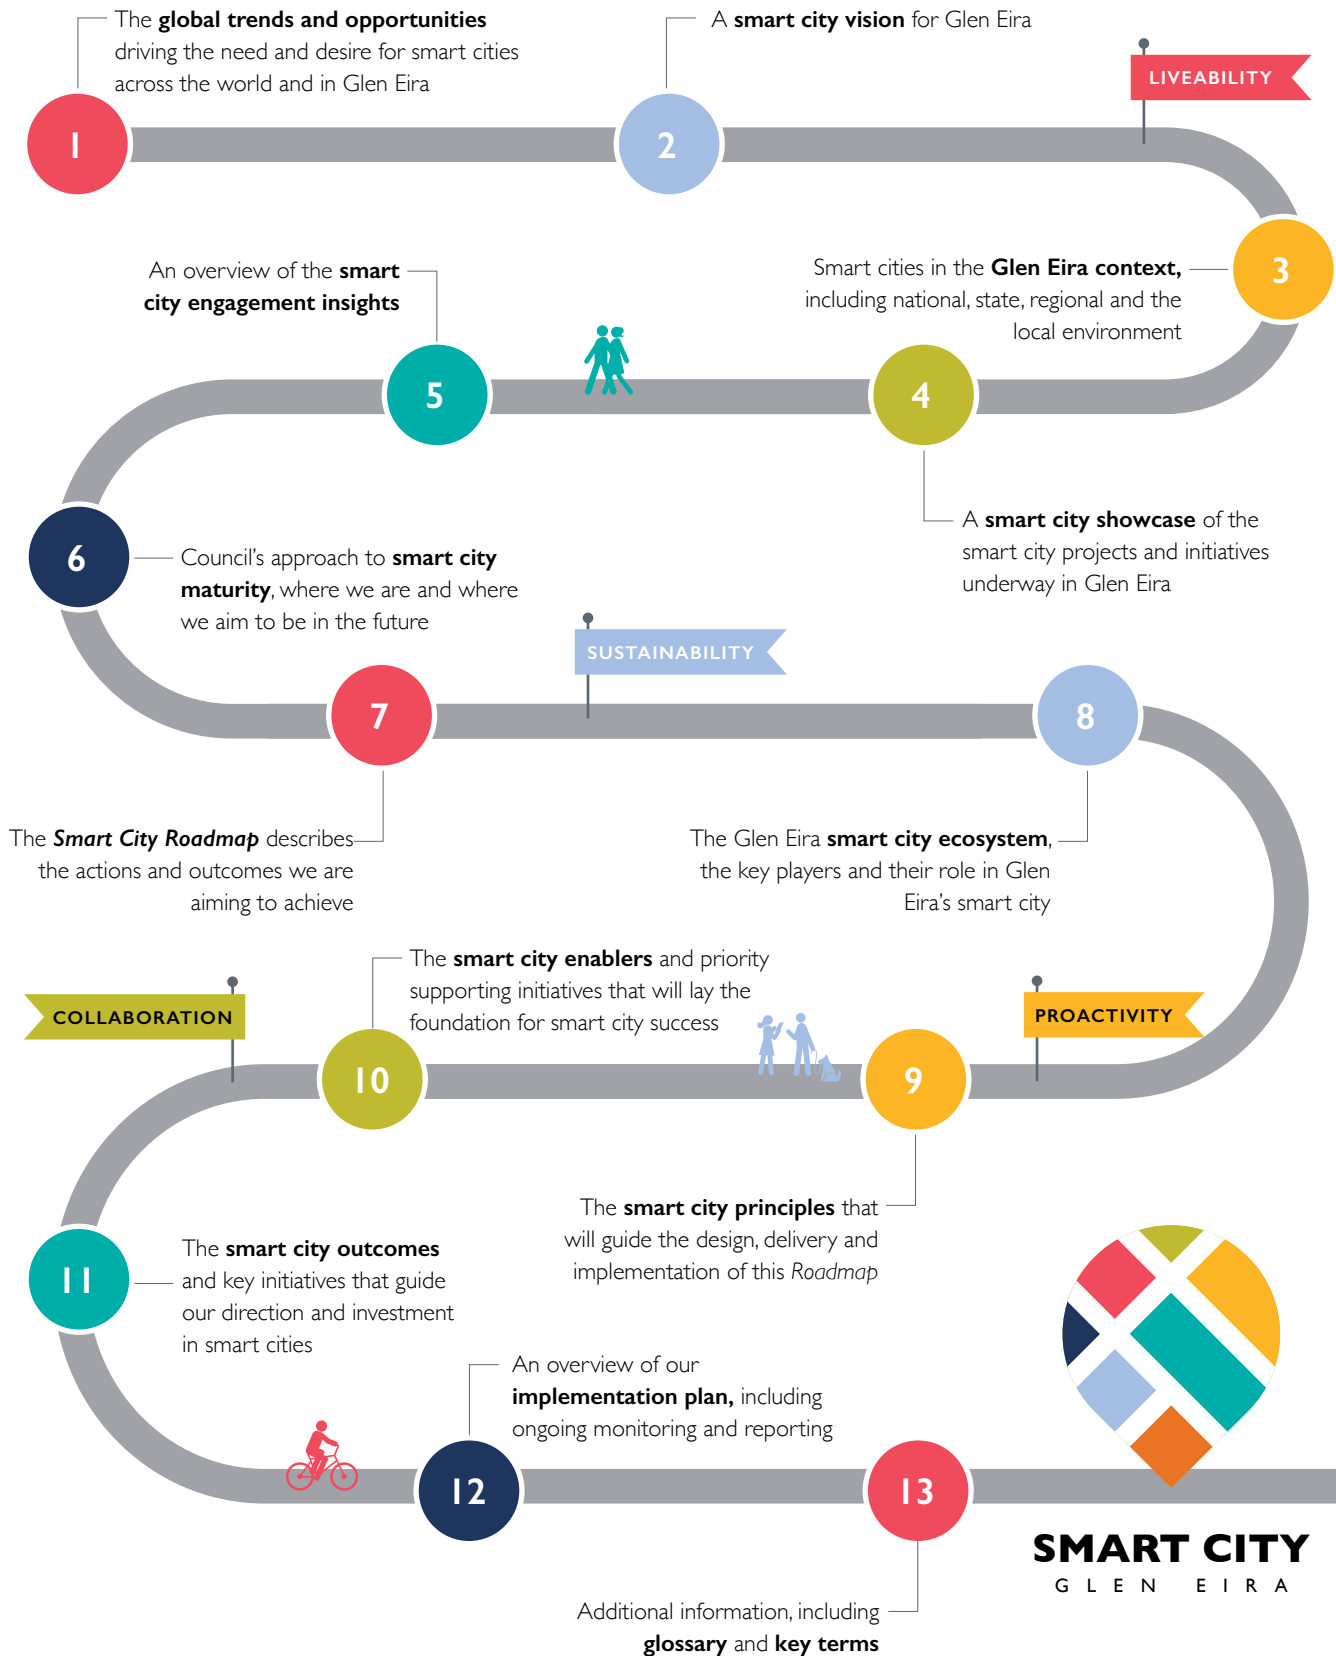 The global trends and opportunities
driving the need and desire for smart cities
across the world and in Glen Eira
1
A smart city vision for Glen Eira
2
LIVEABILITY
Smart cities in the Glen Eira context,
including national, state, regional and the
local environment
3
4
A smart city showcase of the
smart city projects and initiatives
underway in Glen Eira
An overview of the smart
city engagement insights
5
6
Council's approach to smart city
maturity, where we are and where
we aim to be in the future
7
The Smart City Roadmap describes
the actions and outcomes we are
aiming to achieve
SUSTAINABILITY
8
The Glen Eira smart city ecosystem,
the key players and their role in Glen
Eira's smart city
PROACTIVITY
9
The smart city principles that
will guide the design, delivery and
implementation of this Roadmap
The smart city enablers and priority
supporting initiatives that will lay the
foundation for smart city success
10
COLLABORATION
11
The smart city outcomes
and key initiatives that guide
our direction and investment
in smart cities
An overview of our
implementation plan, including
ongoing monitoring and reporting
12
13
Additional information, including
glossary and key terms
SMART CITY
GLEN EIRA